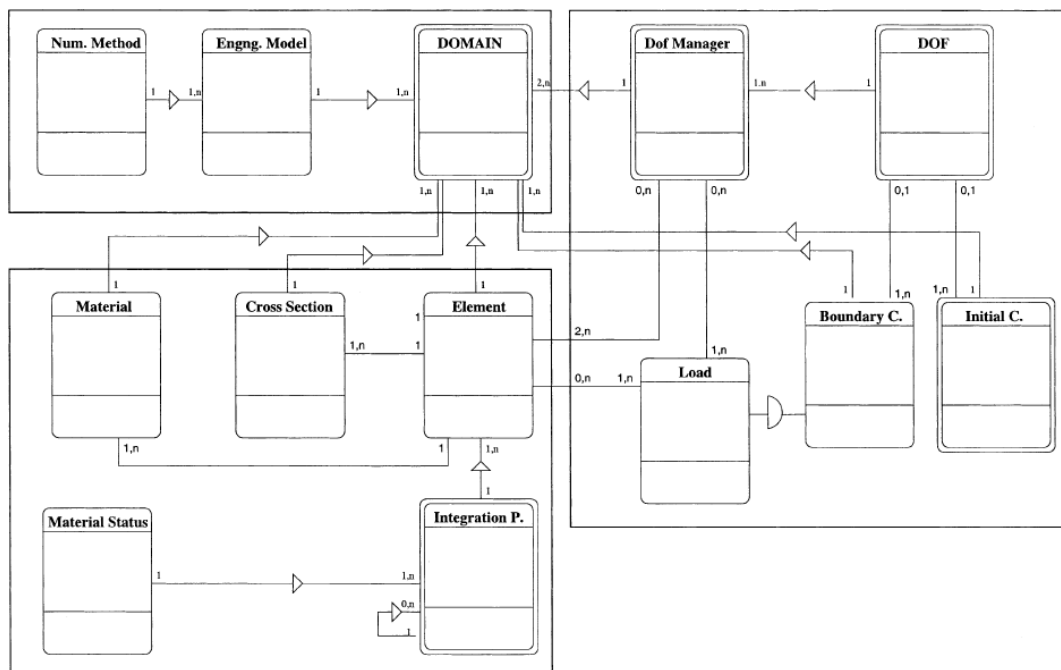 Num. Method
Engng. Model
DOMAIN
Dof Manager
DOF
1
1,n
1
1,n
2,n
1
1.n
1
1,n
1,n
1,n
0,n
0,n
0,1
0,1
1
1
1
1
1,n
1,n
1
Material
Cross Section
Element
Boundary C.
Initial C.
1
1,n
1
2,n
1,n
Load
0,n
1,n
1,n
1
1,n
1
Material Status
Integration P.
1
1,n
0,n
1